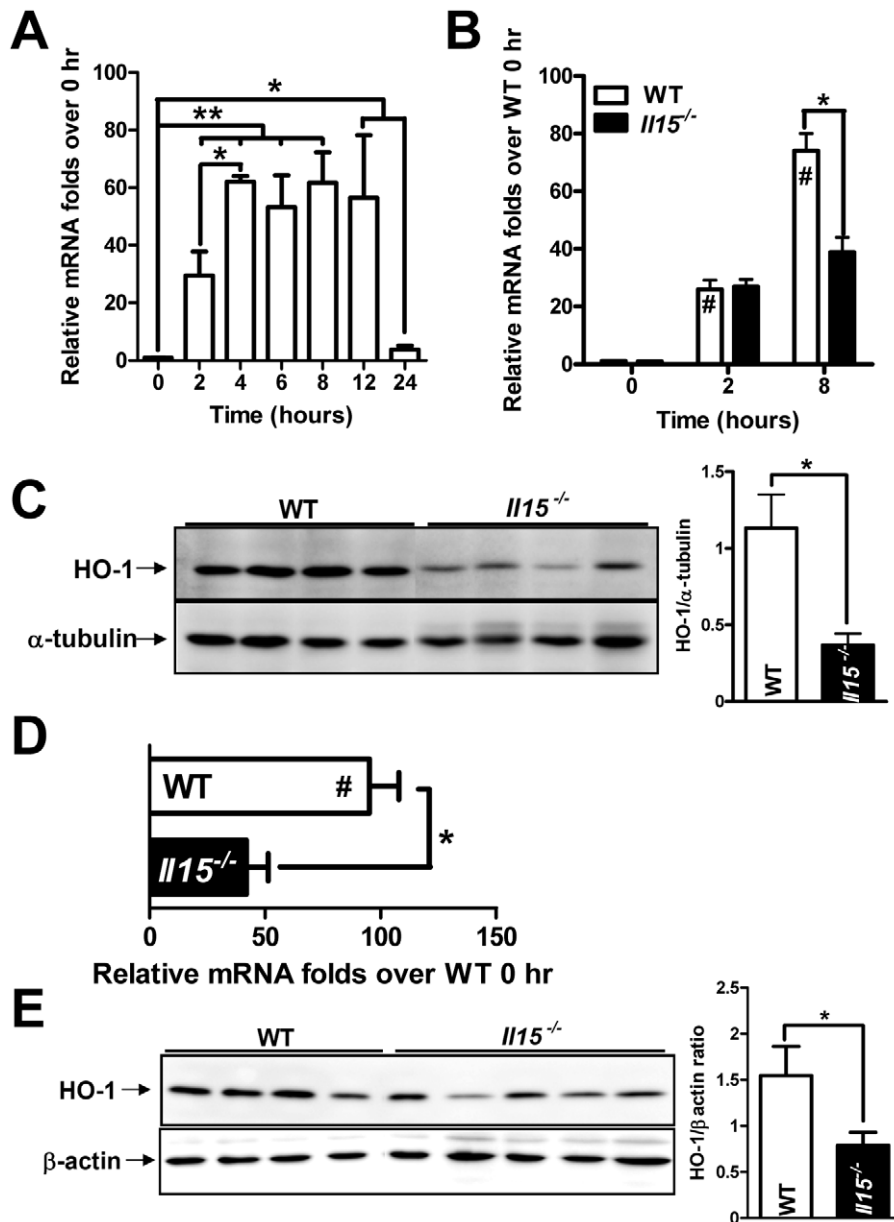 A
Relative mRNA folds over 0 hr
100
80
60
40
20
0
*
**
*
0 2 4 6 8 12 24
Time (hours)
B
Relative mRNA folds over WT 0 hr
100
80
60
40
20
0
WT
Il15-/-
*
#
#
0 2 8
Time (hours)
C
WT Il15-/-
HO-1
α-tubulin
HO-1/α-tubulin
1.5
1
0.5
0
*
WT
Il15-/-
D
WT #
Il15-/-
*
0 50 100 150
Relative mRNA folds over WT 0 hr
E
WT Il15-/-
HO-1
β-actin
HO-1/β actin ratio
2.5
2
1.5
1
0.5
0
*
WT
Il15-/-